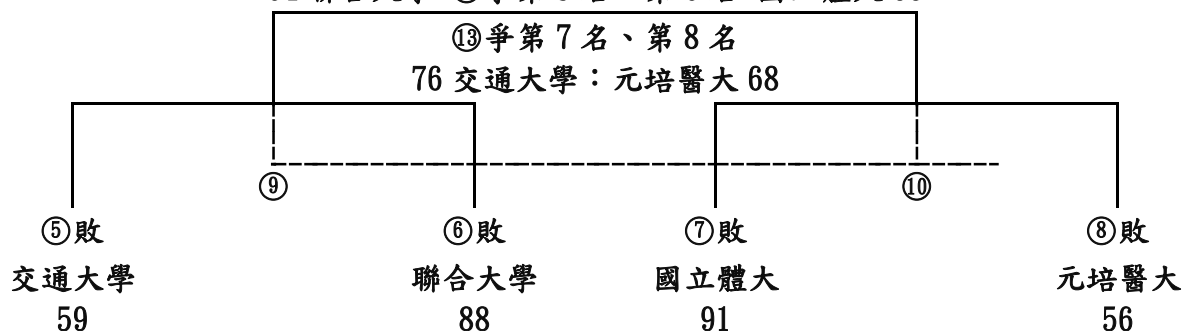 ⑬爭第 7 名、第 8 名
76 交通大學：元培醫大 68
⑨ ⑩
⑤敗 ⑥敗 ⑦敗 ⑧敗
交通大學 聯合大學 國立體大 元培醫大
59 88 91 56